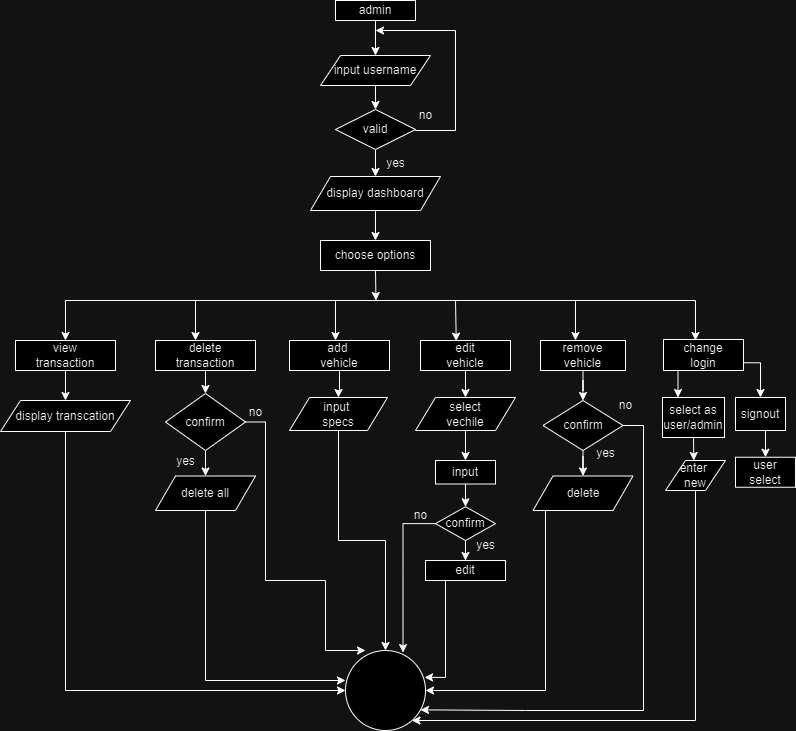 admin
input username
no
valid
yes
display dashboard
choose options
view
transaction
delete
transaction
add
vehicle
edit
vehicle
remove
vehicle
change
login
display transcation
confirm
no
input
specs
select
vechile
confirm
no
select as
user/admin
signout
yes
delete all
input
yes
delete
enter
new
user
select
no
confirm
yes
edit